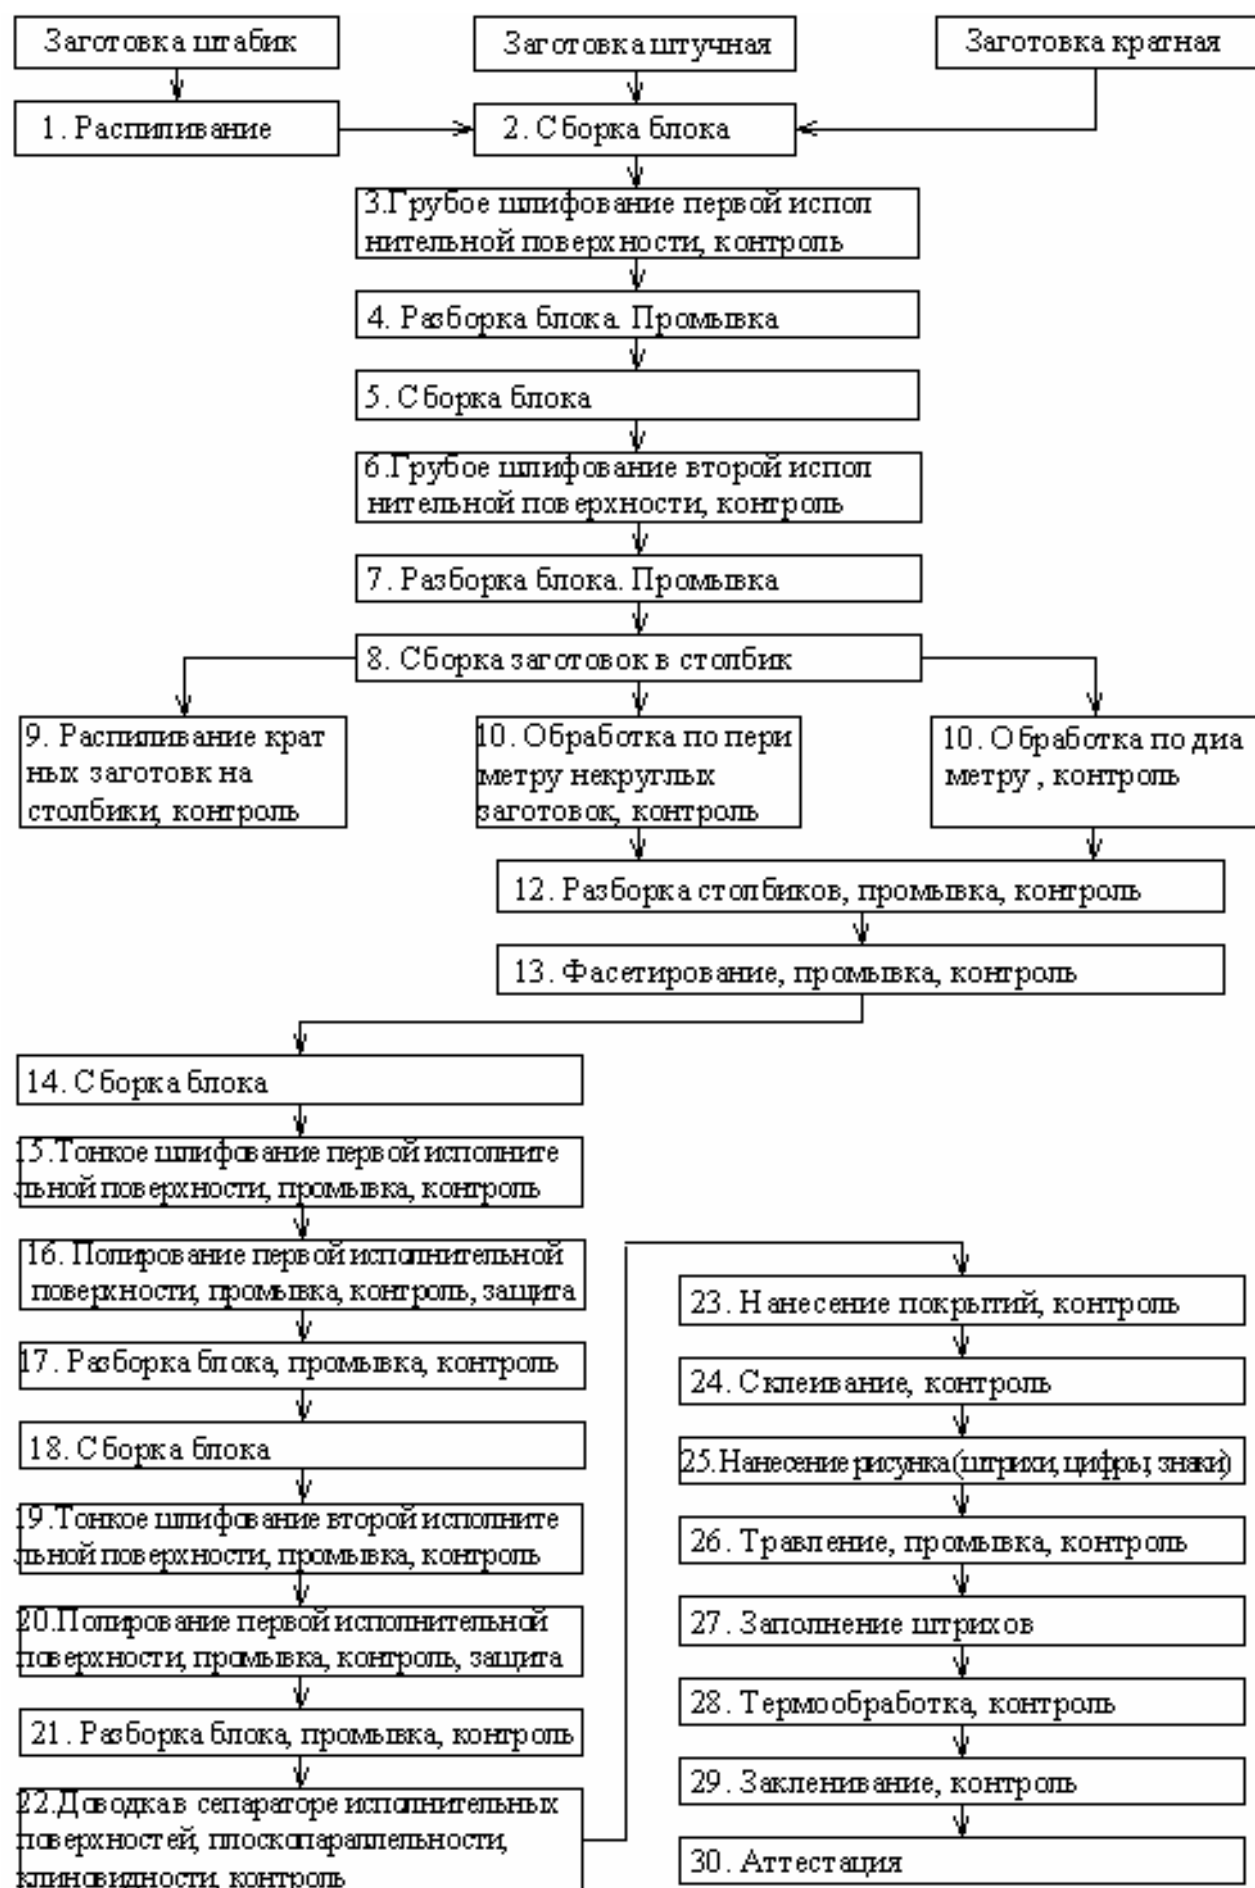 Заготовка штабик
Заготовка штучная
Заготовка кратная
1. Распиливание
2. Сборка блока
3.Грубое шлифование первой испол
нительной поверхности, контроль
4. Разборка блока. Промывка
5. Сборка блока
6.Грубое шлифование второй испол
нительной поверхности, контроль
7. Разборка блока. Промывка
8. Сборка заготовок в столбик
9. Распиливание крат
ных заготовк на
столбики, контроль
10. Обработка по пери
метру некруглых
заготовок, контроль
10. Обработка по диа
метру , контроль
12. Разборка столбиков, промывка, контроль
13. Фасетирование, промывка, контроль
14. Сборка блока
15.Тонкое шлифование первой исполните
льной поверхности, промывка, контроль
16. Полирование первой исполнительной
поверхности, промывка, контроль, защита
17. Разборка блока, промывка, контроль
18. Сборка блока
19.Тонкое шлифование второй исполните
льной поверхности, промывка, контроль
20.Полирование первой исполнительной
поверхности, промывка, контроль, защита
21. Разборка блока, промывка, контроль
22.Доводка в сепараторе исполнительных
поверхностей, плоскопараллельности,
клиновидности, контроль
23. Нанесение покрытий, контроль
24. Склеивание, контроль
25.Нанесение рисунка(штрихи, цифры, знаки)
26. Травление, промывка, контроль
27. Заполнение штрихов
28. Термообработка, контроль
29. Закленивание, контроль
30. Аттестация